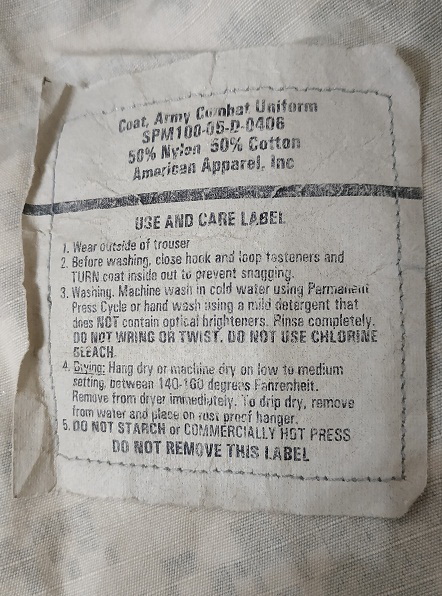 Coat, Army Combat Uniform
SPM100-05-D-0406
50% Nylon 50% Cotton
American Apparel, Inc
USE AND CARE LABEL
1. Wear outside of trouser
2. Before washing, close hook and loop fasteners and
TURN coat inside out to prevent snagging.
3. Washing. Machine wash in cold water using Permanent
Press Cycle or hand wash using a mild detergent that
does NOT contain optical brighteners. Rinse completely.
DO NOT WRING OR TWIST. DO NOT USE CHLORINE
BLEACH.
4. Drying: Hang dry or machine dry on low to medium
setting, between 140-160 degrees Fahrenheit.
Remove from dryer immediately. To drip dry, remove
from water and place on rust proof hanger.
5. DO NOT STARCH or COMMERCIALLY HOT PRESS
DO NOT REMOVE THIS LABEL